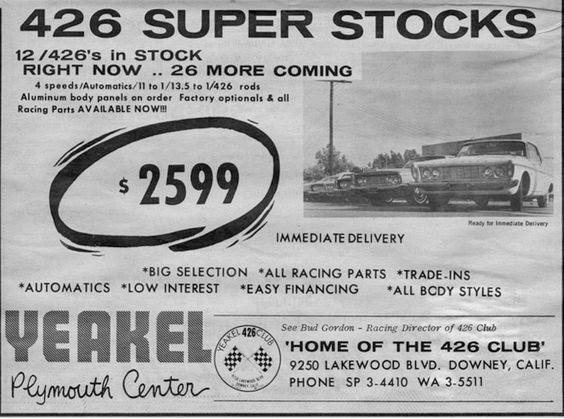 426 SUPER STOCKS
12/426's in STOCK
RIGHT NOW .. 26 MORE COMING
4 speeds/Automatics/11 to 1/13.5 to 1/426 rods
Aluminum body panels on order Factory optionals & all
Racing Parts AVAILABLE NOW!!!
$2599
Ready for Immediate Delivery
IMMEDIATE DELIVERY
*BIG SELECTION *ALL RACING PARTS *TRADE-INS
*AUTOMATICS *LOW INTEREST *EASY FINANCING *ALL BODY STYLES
YEAKEL
Plymouth Center
YEAKEL 426 CLUB
See Bud Gordon - Racing Director of 426 Club
'HOME OF THE 426 CLUB'
9250 LAKEWOOD BLVD. DOWNEY, CALIF.
PHONE SP 3-4410 WA 3-5511